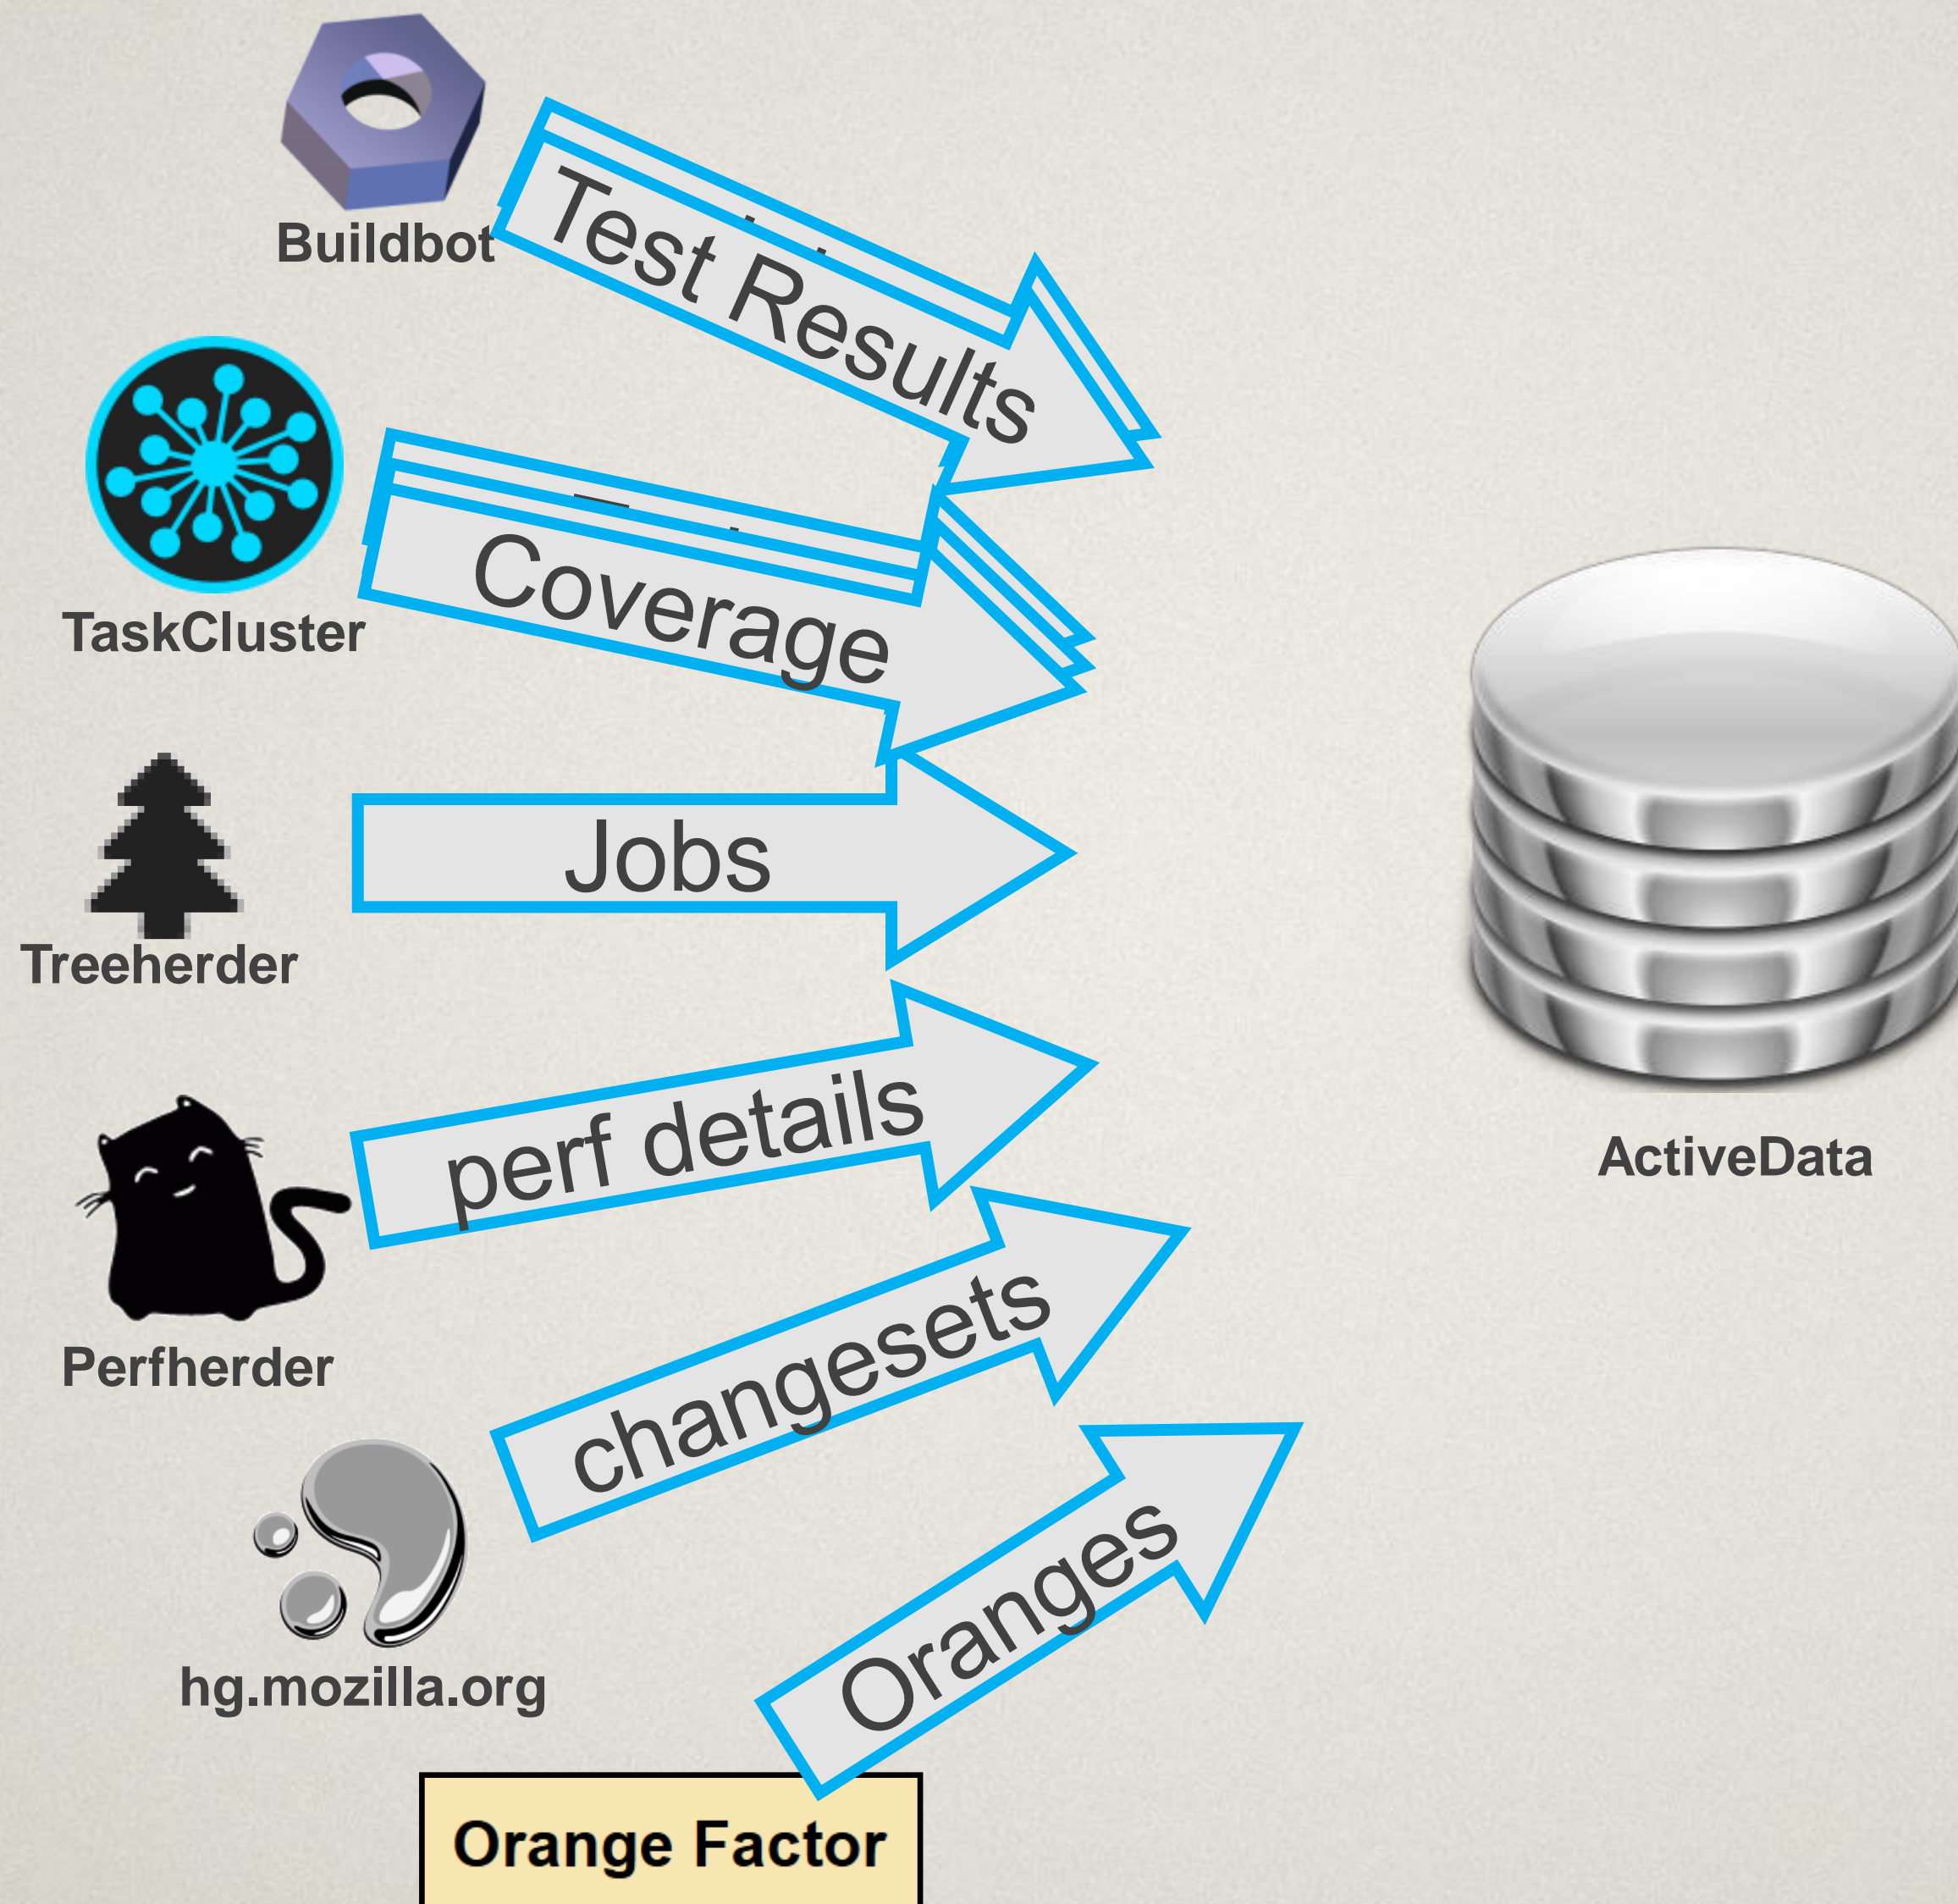 Buildbot
Test Results
TaskCluster
Coverage
Treeherder
Jobs
Perfherder
perf details
ActiveData
hg.mozilla.org
changesets
Oranges
Orange Factor